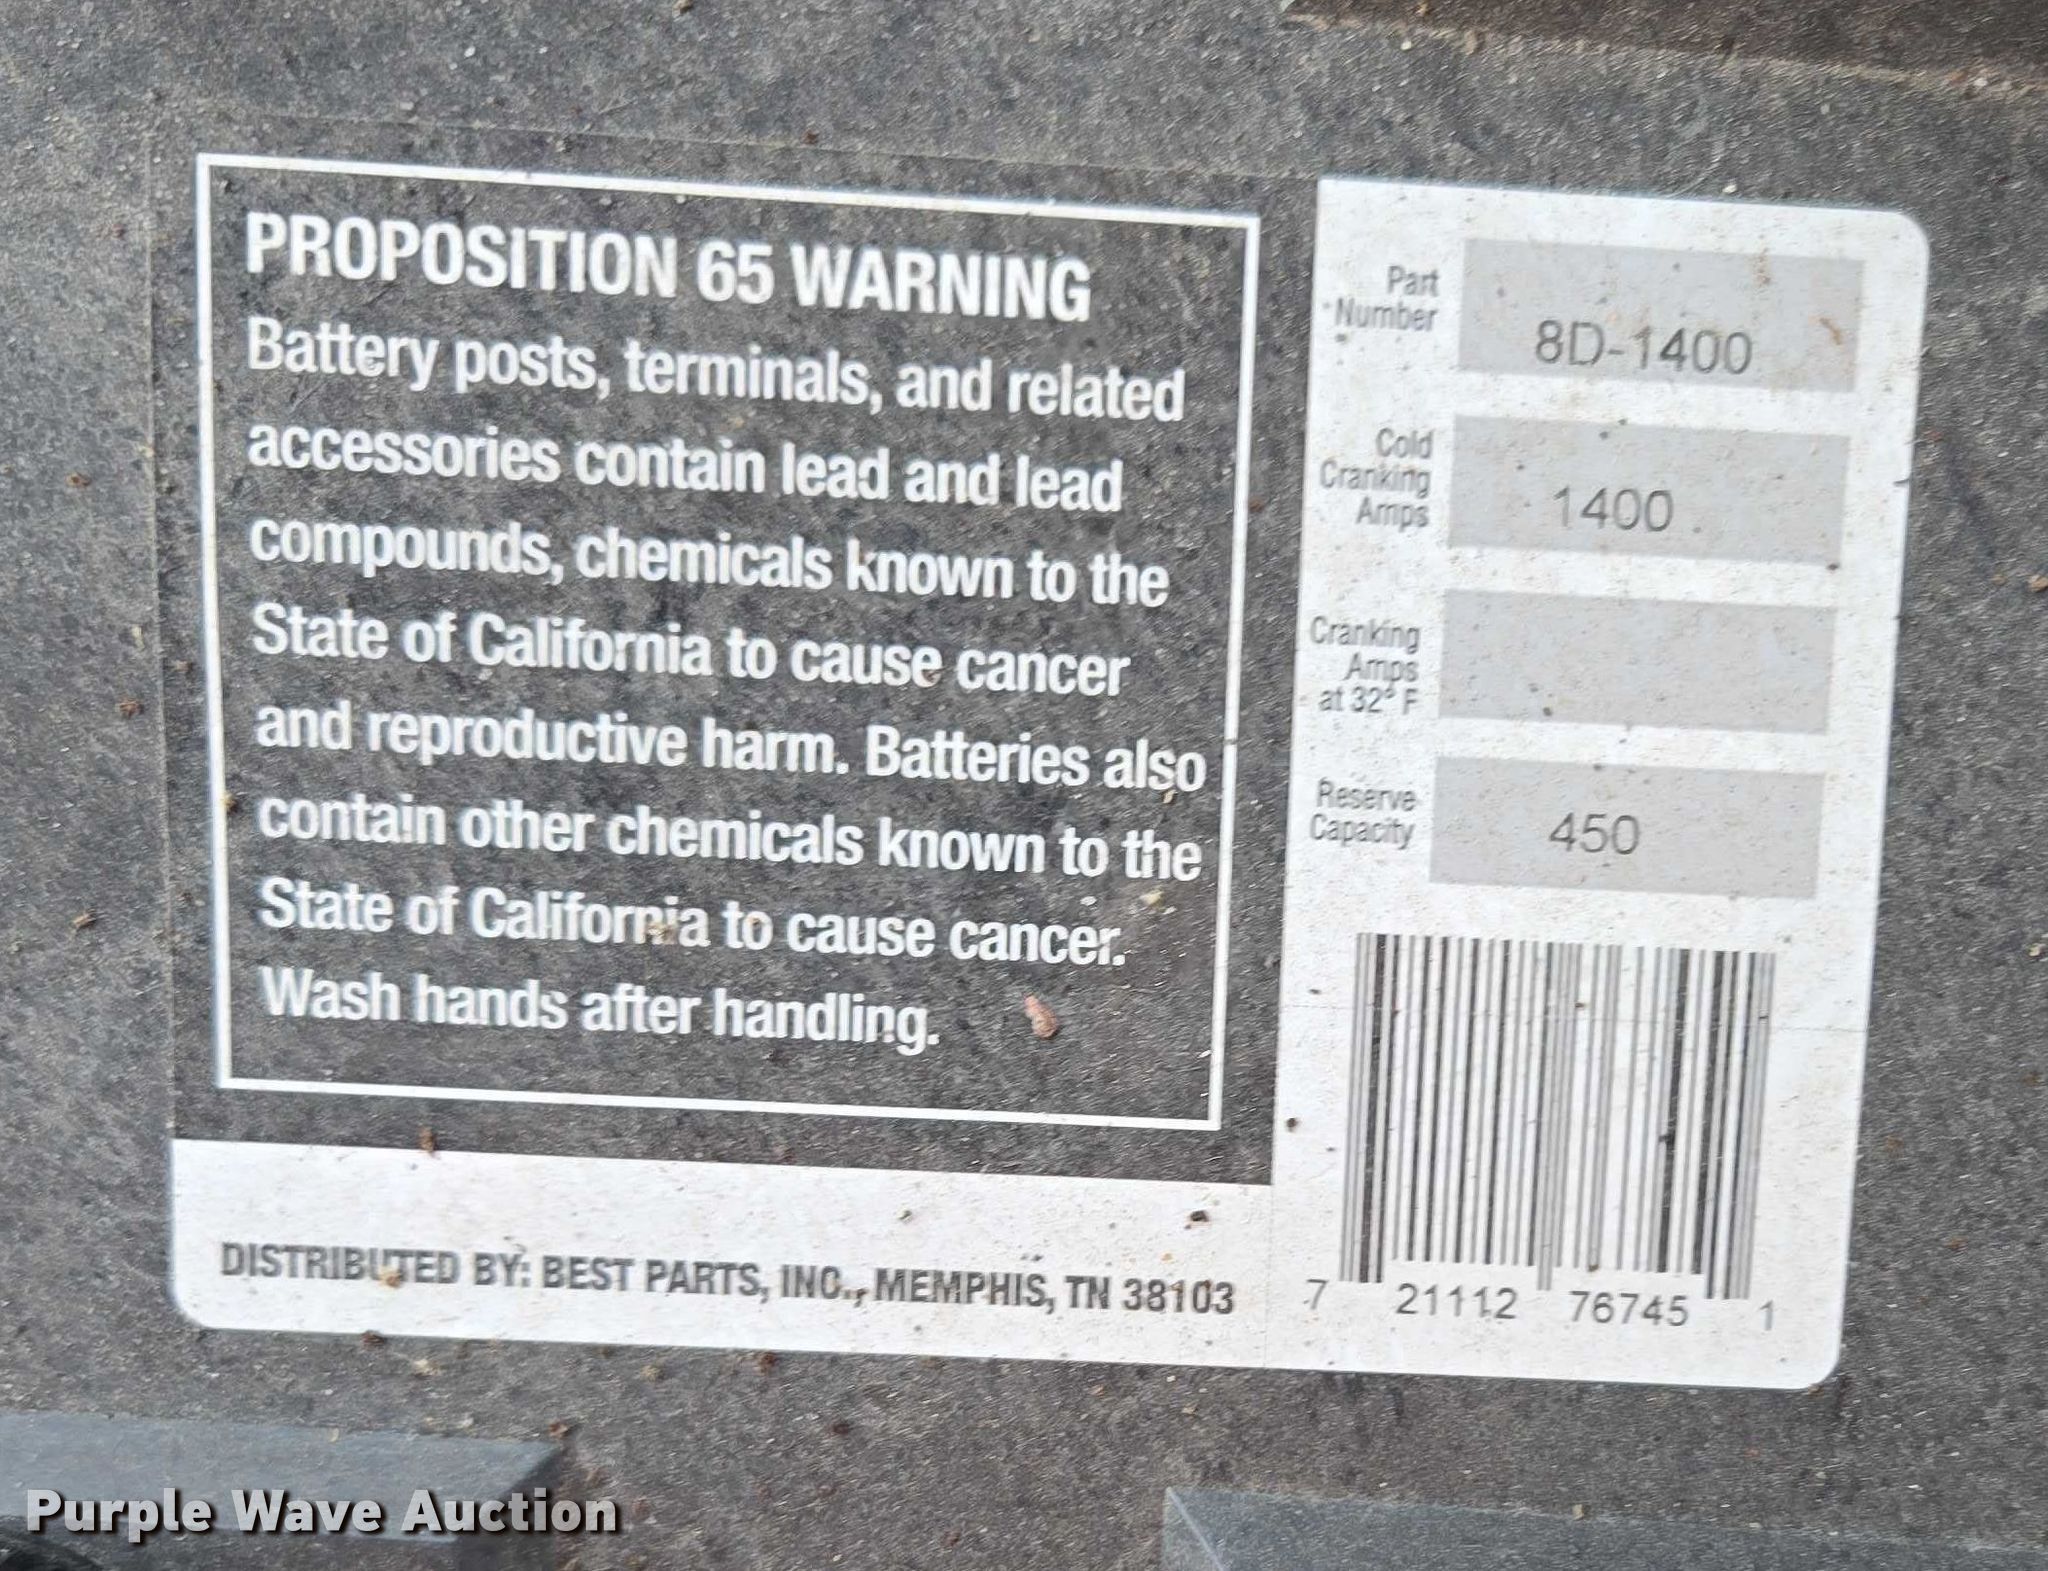 PROPOSITION 65 WARNING
Battery posts, terminals, and related
accessories contain lead and lead
compounds, chemicals known to the
State of California to cause cancer
and reproductive harm. Batteries also
contain other chemicals known to the
State of California to cause cancer.
Wash hands after handling.
DISTRIBUTED BY: BEST PARTS, INC., MEMPHIS, TN 38103
Part
Number
8D-1400
Cold
Cranking
Amps
1400
Cranking
Amps
at 32° F
Reserve
Capacity
450
7 21112 76745 1
Purple Wave Auction